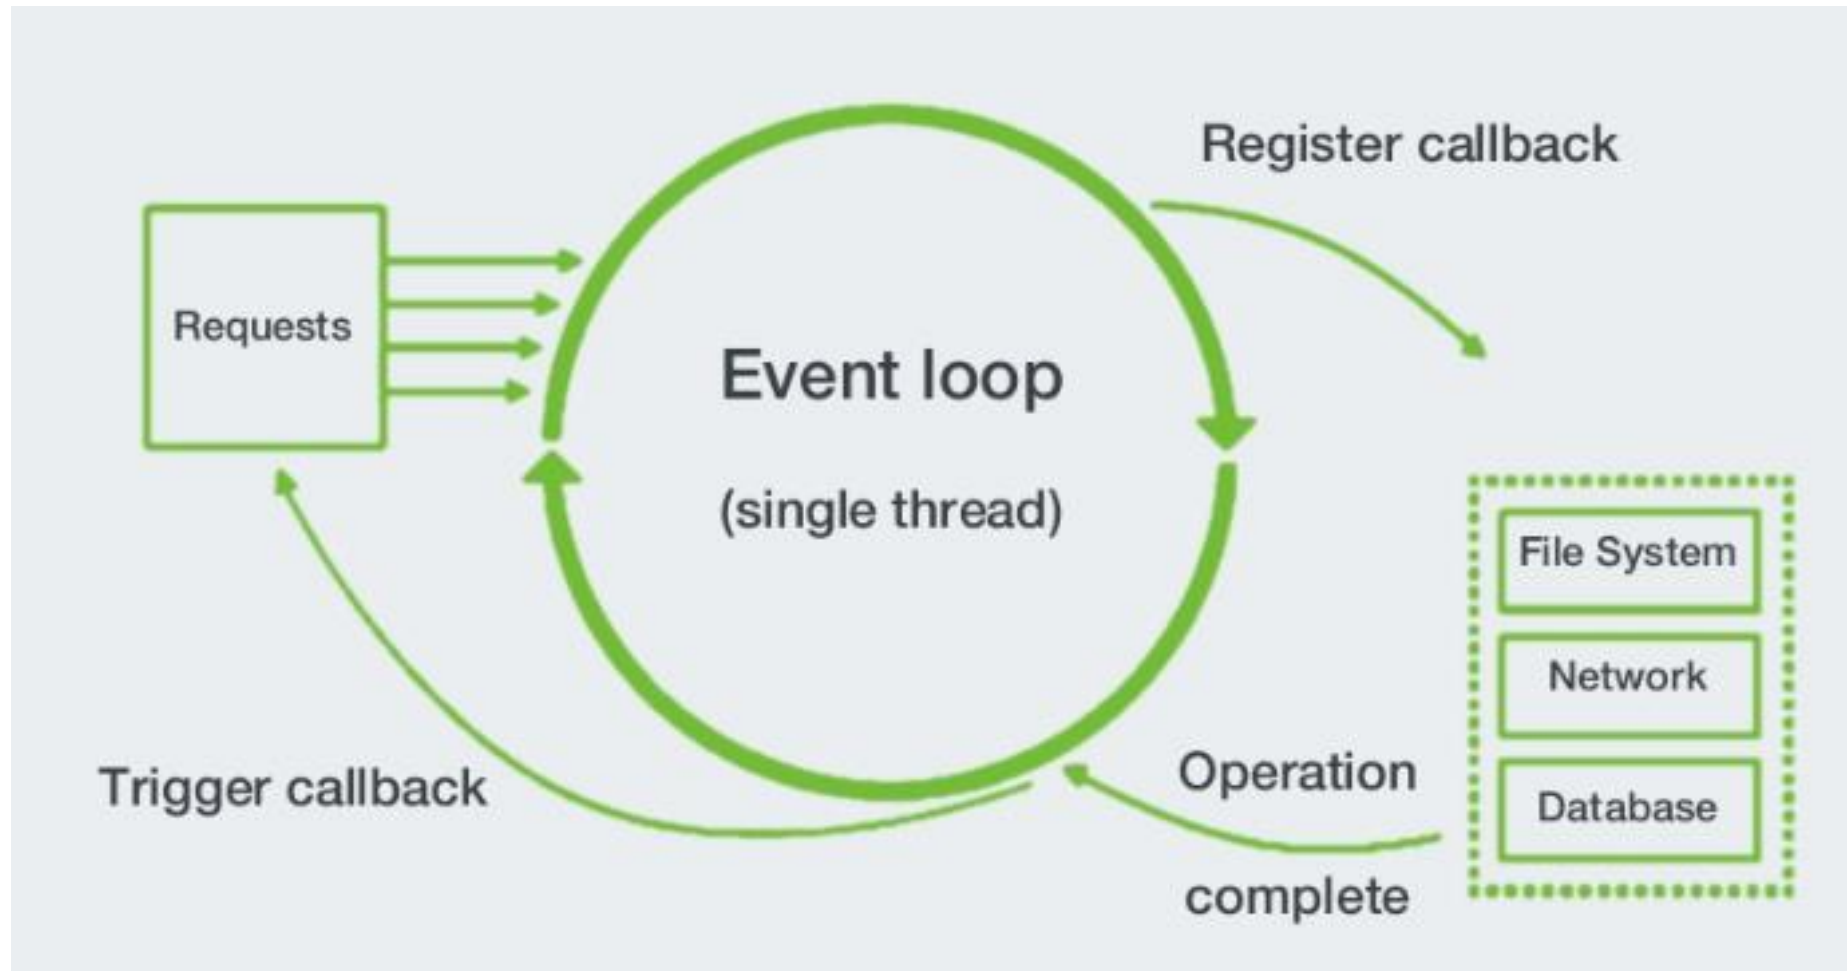 Register callback
Requests
Event loop
(single thread)
File System
Network
Database
Operation
complete
Trigger callback